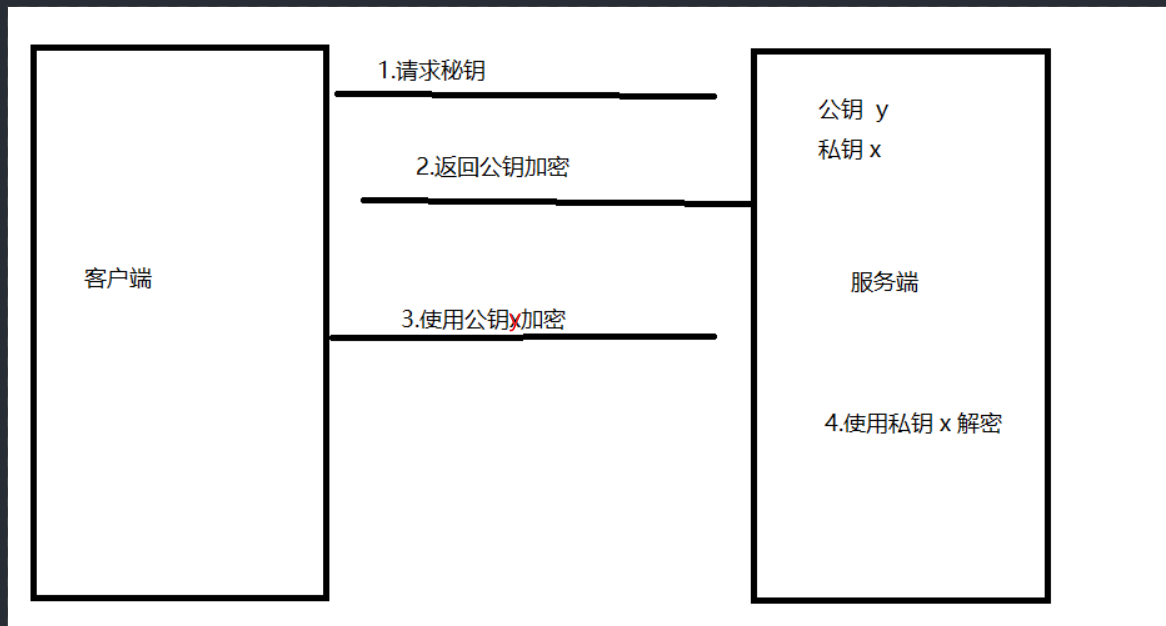 1.请求秘钥
公钥 y
私钥 x
2.返回公钥加密
客户端
服务端
3.使用公钥y加密
4.使用私钥 x 解密